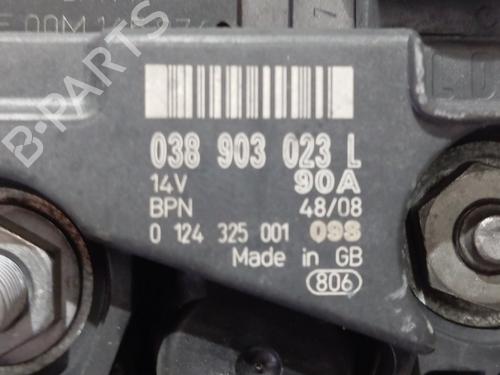 B-PARTS
038 903 023 L
14V 90A
BPN 48/08
0 124 325 001 098
Made in GB
806